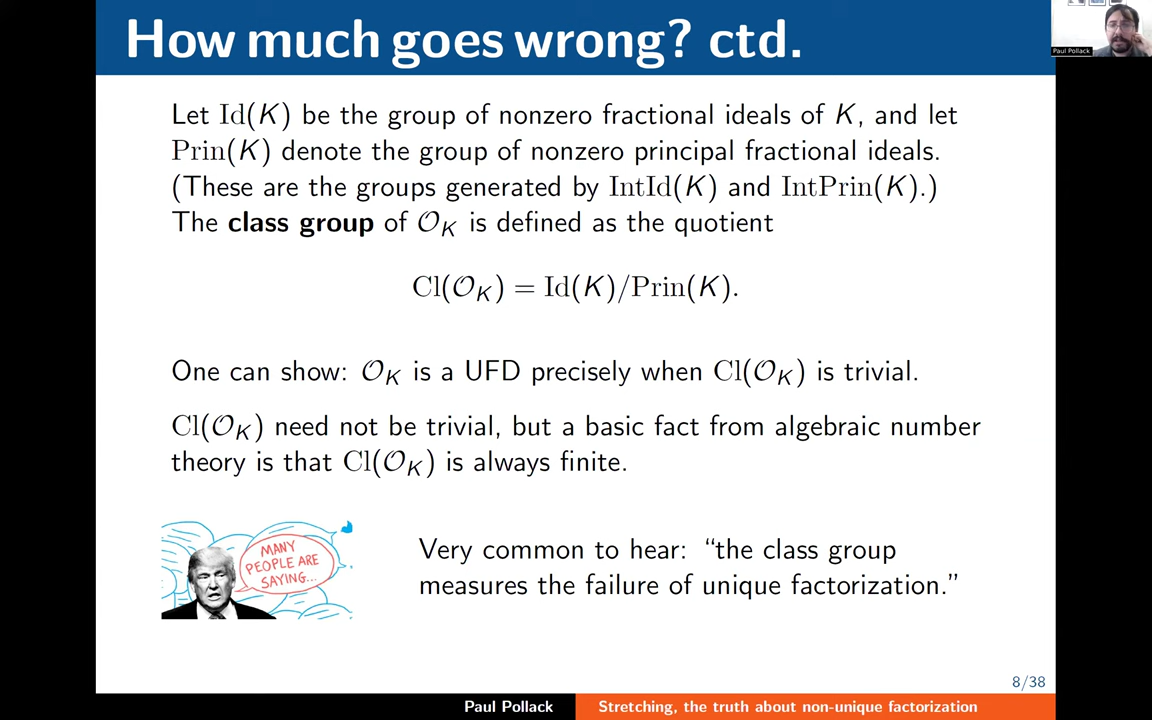 How much goes wrong? ctd.
Paul Pollack
Let Id(K) be the group of nonzero fractional ideals of K, and let
Prin(K) denote the group of nonzero principal fractional ideals.
(These are the groups generated by IntId(K) and IntPrin(K).)
The class group of 𝒪_K is defined as the quotient
Cl(𝒪_K) = Id(K)/Prin(K).
One can show: 𝒪_K is a UFD precisely when Cl(𝒪_K) is trivial.
Cl(𝒪_K) need not be trivial, but a basic fact from algebraic number
theory is that Cl(𝒪_K) is always finite.
MANY
PEOPLE ARE
SAYING...
Very common to hear: “the class group
measures the failure of unique factorization.”
8/38
Paul Pollack
Stretching, the truth about non-unique factorization